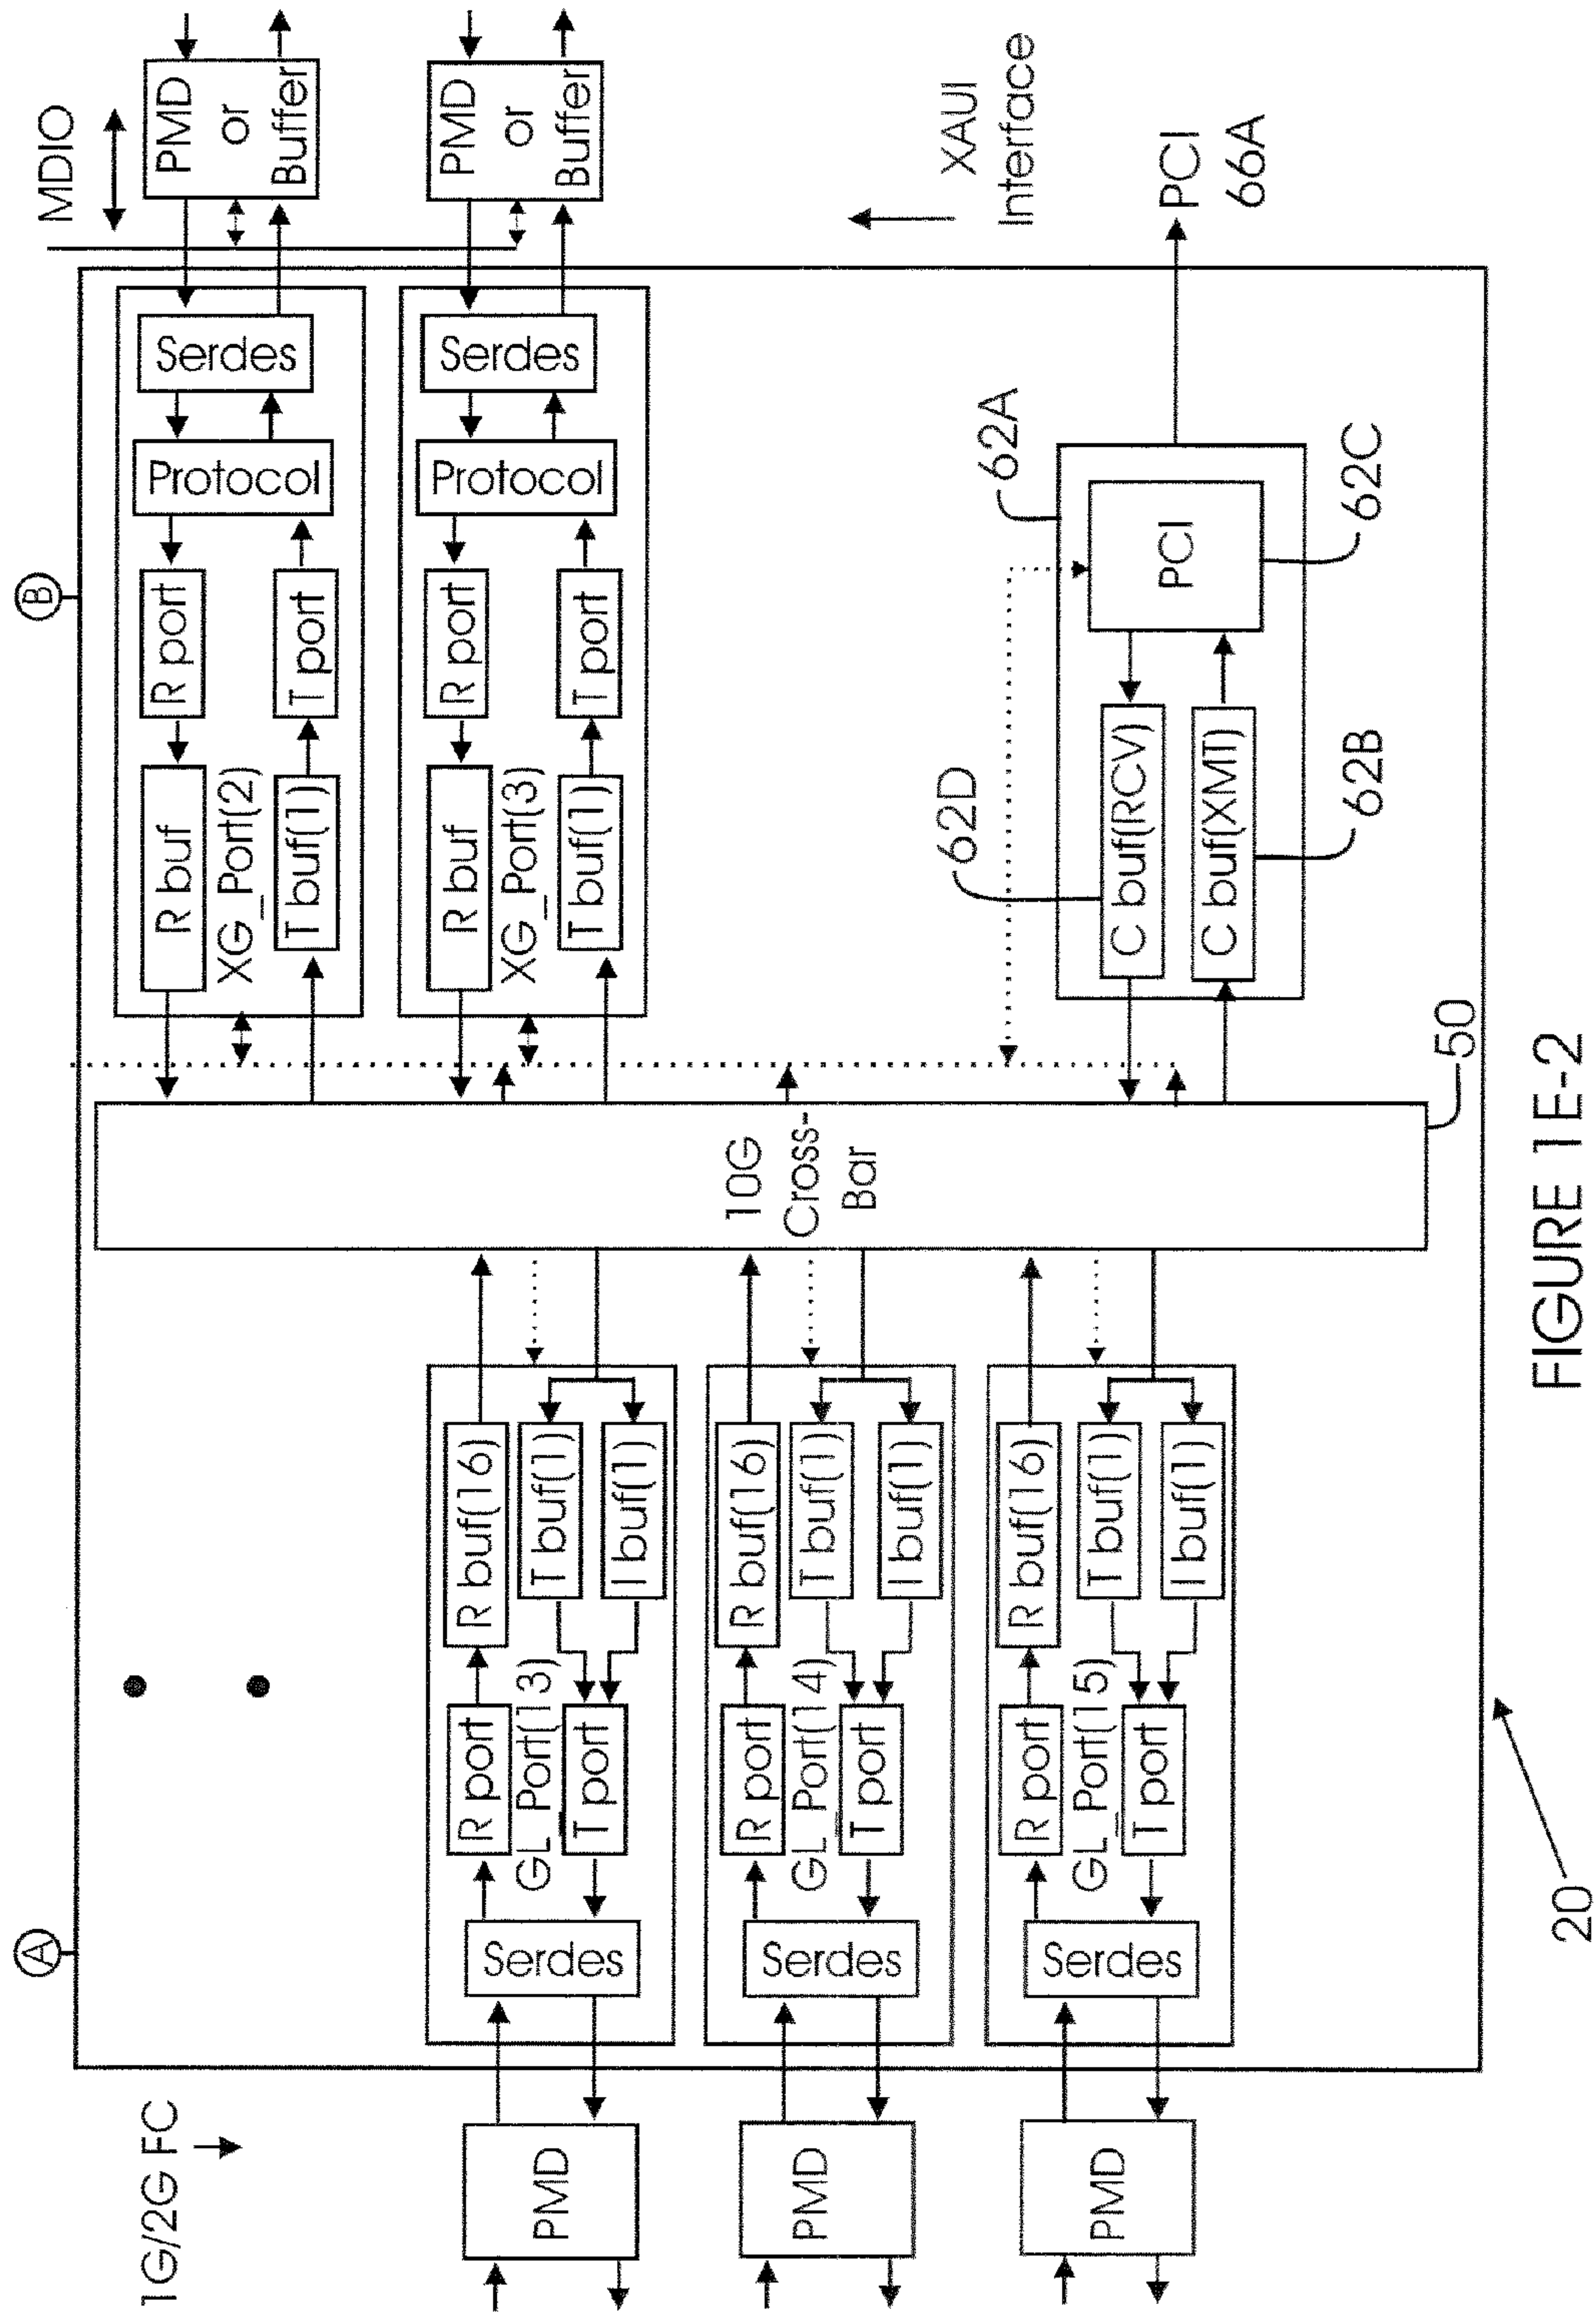 MDIO
PMD
or
Buffer
PMD
or
Buffer
XAUI
Interface
PCI
66A
B
Serdes
Protocol
R port
T port
R buf
XG_Port(2)
T buf(1)
Serdes
Protocol
R port
T port
R buf
XG_Port(3)
T buf(1)
62A
PCI
62C
62D
C buf(RCV)
C buf(XMT)
62B
10G
Cross-
Bar
50
R buf(16)
T buf(1)
I buf(1)
R port
GL_Port(13)
T port
Serdes
R buf(16)
T buf(1)
I buf(1)
R port
GL_Port(14)
T port
Serdes
R buf(16)
T buf(1)
I buf(1)
R port
GL_Port(15)
T port
Serdes
A
1G/2G FC
PMD
PMD
PMD
20
FIGURE 1E-2